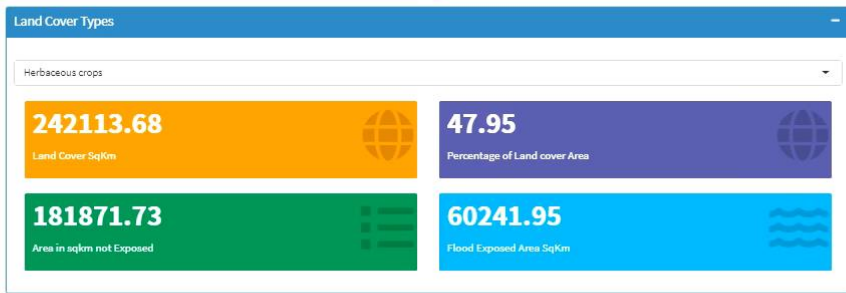 Land Cover Types
Herbaceous crops
242113.68
Land Cover SqKm
47.95
Percentage of Land cover Area
181871.73
Area in sqkm not Exposed
60241.95
Flood Exposed Area SqKm